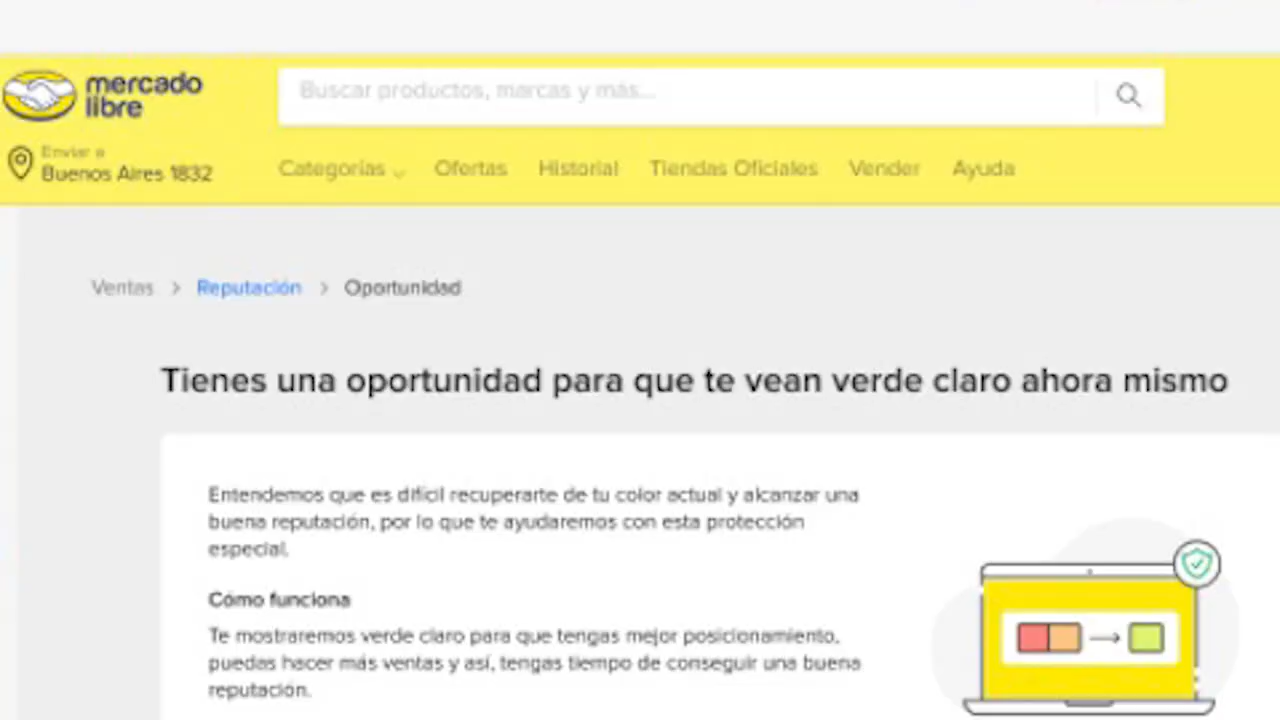 mercado
libre
Buscar productos, marcas y más...
Enviar a
Buenos Aires 1832
Categorías Ofertas Historial Tiendas Oficiales Vender Ayuda
Ventas > Reputación > Oportunidad
Tienes una oportunidad para que te vean verde claro ahora mismo
Entendemos que es difícil recuperarte de tu color actual y alcanzar una
buena reputación, por lo que te ayudaremos con esta protección
especial.
Cómo funciona
Te mostraremos verde claro para que tengas mejor posicionamiento,
puedas hacer más ventas y así, tengas tiempo de conseguir una buena
reputación.